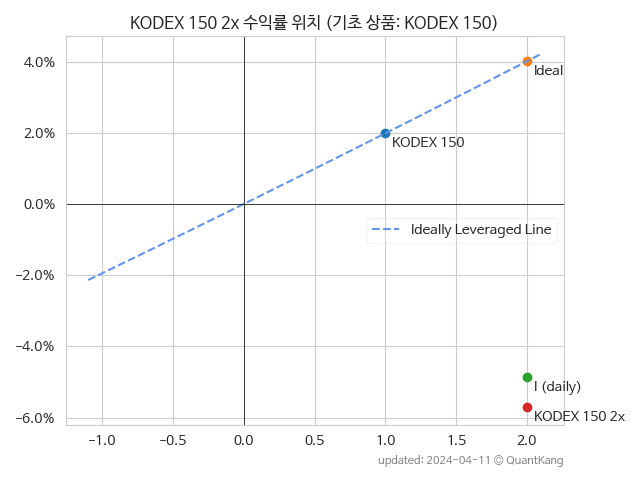 KODEX 150 2x 수익률 위치 (기초 상품: KODEX 150)
4.0%
Ideal
2.0%
KODEX 150
0.0%
Ideally Leveraged Line
−2.0%
−4.0%
I (daily)
KODEX 150 2x
−6.0%
−1.0 −0.5 0.0 0.5 1.0 1.5 2.0
updated: 2024-04-11 © QuantKang